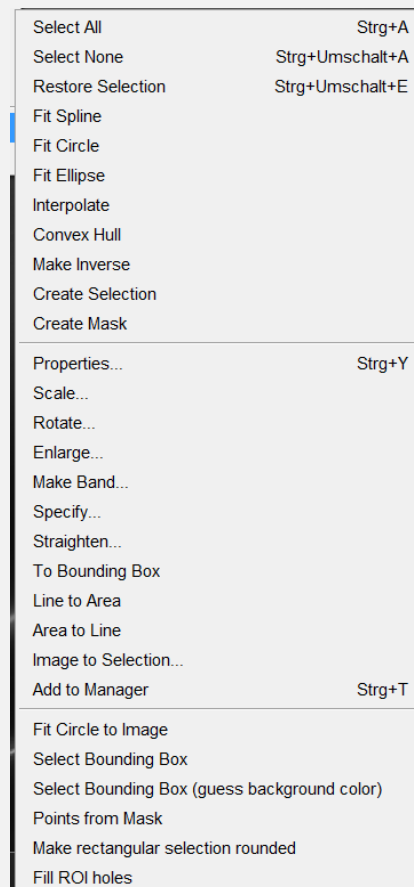 Select All Strg+A
Select None Strg+Umschalt+A
Restore Selection Strg+Umschalt+E
Fit Spline
Fit Circle
Fit Ellipse
Interpolate
Convex Hull
Make Inverse
Create Selection
Create Mask
Properties... Strg+Y
Scale...
Rotate...
Enlarge...
Make Band...
Specify...
Straighten...
To Bounding Box
Line to Area
Area to Line
Image to Selection...
Add to Manager Strg+T
Fit Circle to Image
Select Bounding Box
Select Bounding Box (guess background color)
Points from Mask
Make rectangular selection rounded
Fill ROI holes